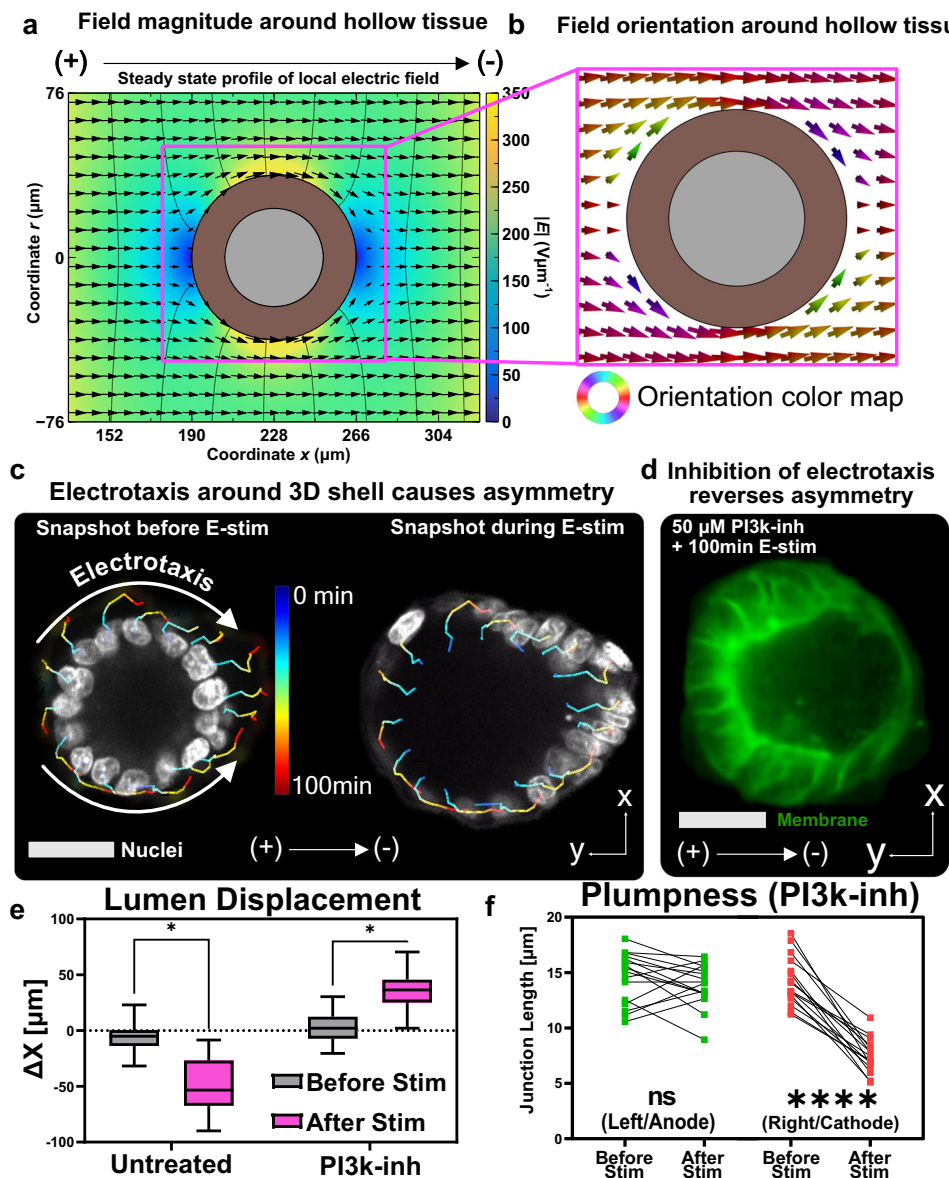 a
Field magnitude around hollow tissue
(+)
(-)
Steady state profile of local electric field
76
0
−76
Coordinate r (µm)
152
190
228
266
304
Coordinate x (µm)
350
300
250
200
150
100
50
0
|E| (Vµm⁻¹)
b
Field orientation around hollow tissu
Orientation color map
c
Electrotaxis around 3D shell causes asymmetry
Snapshot before E-stim
Snapshot during E-stim
Electrotaxis
0 min
100min
Nuclei
(+)
(-)
x
y
d
Inhibition of electrotaxis
reverses asymmetry
50 µM PI3k-inh
+ 100min E-stim
Membrane
(+)
(-)
x
y
e
Lumen Displacement
100
50
0
-50
-100
ΔX [µm]
*
*
Before Stim
After Stim
Untreated
PI3k-inh
f
Plumpness (PI3k-inh)
20
15
10
5
0
Junction Length [µm]
ns
(Left/Anode)
****
(Right/Cathode)
Before
Stim
After
Stim
Before
Stim
After
Stim